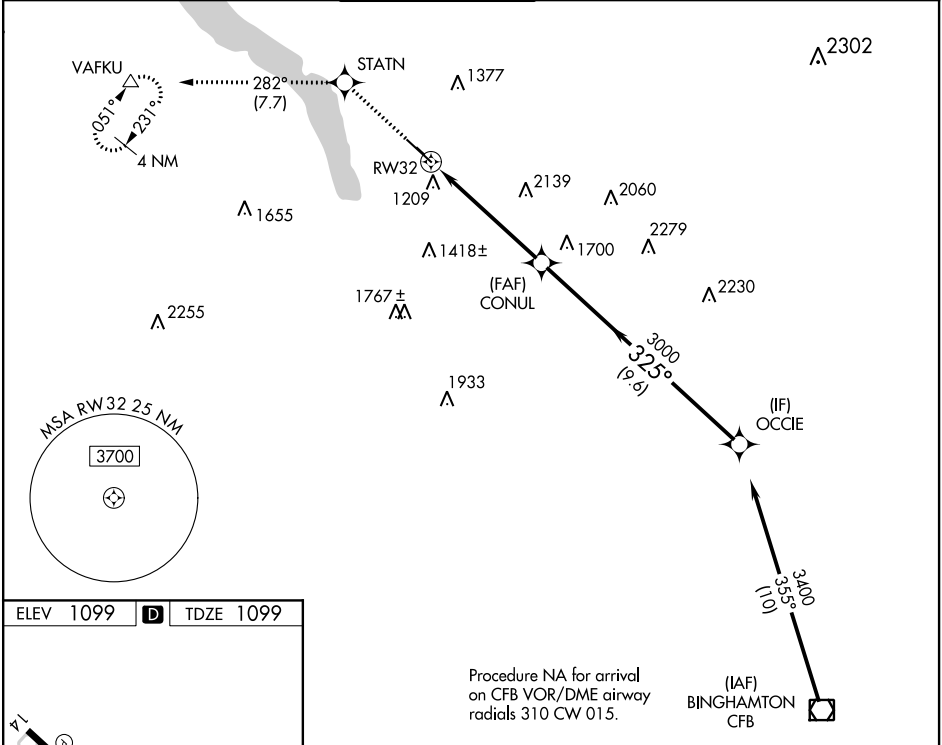 2302
STATN
VAFKU
1377
282°
(7.7)
051°
231°
4 NM
RW32
1209
2139
2060
1655
1418±
1700
2279
(FAF)
CONUL
1767±
2230
2255
3000
325°
(9.6)
1933
(IF)
OCCIE
MSA RW32 25 NM
3700
3400
355°
(10)
ELEV 1099 D TDZE 1099
Procedure NA for arrival
on CFB VOR/DME airway
radials 310 CW 015.
(IAF)
BINGHAMTON
CFB
14